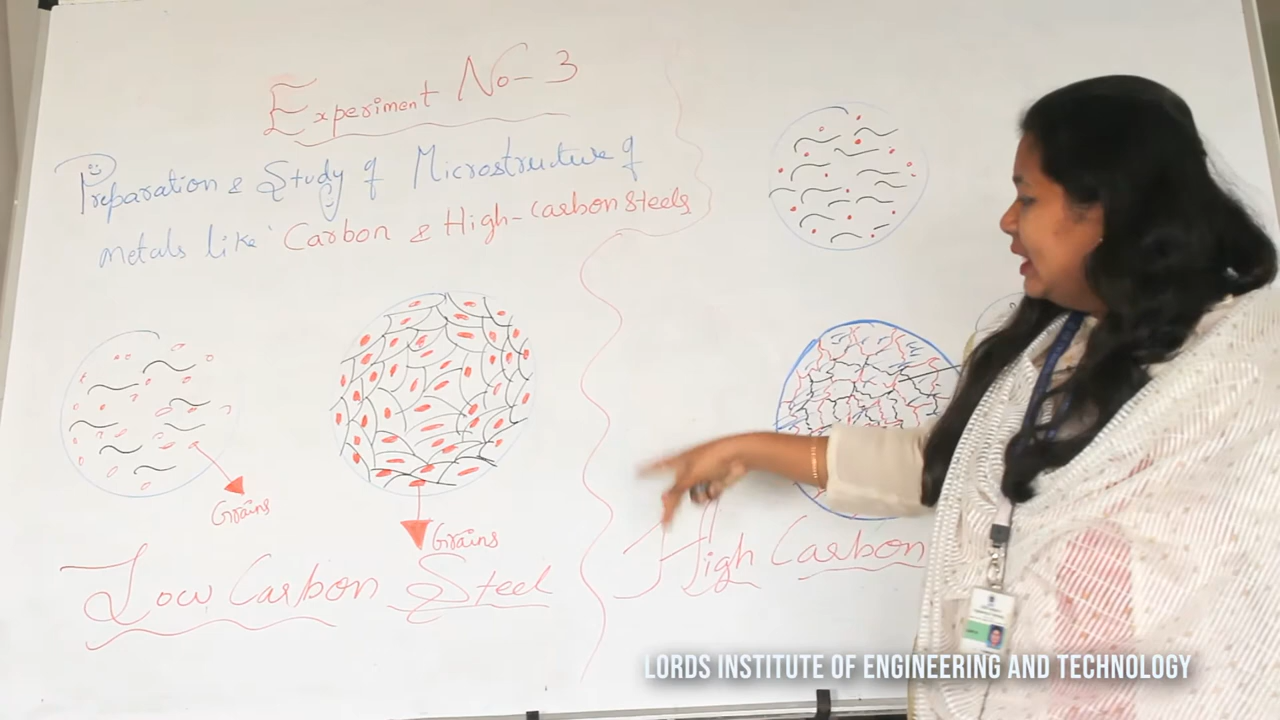 Experiment No-3
Preparation & Study of Microstructure of
metals like Carbon & High-Carbon Steels
Grains
Grains
Low Carbon Steel
High Carbon
LORDS INSTITUTE OF ENGINEERING AND TECHNOLOGY